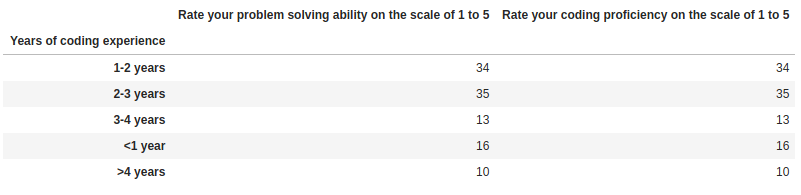 Rate your problem solving ability on the scale of 1 to 5 Rate your coding proficiency on the scale of 1 to 5
Years of coding experience
1-2 years 34 34
2-3 years 35 35
3-4 years 13 13
<1 year 16 16
>4 years 10 10